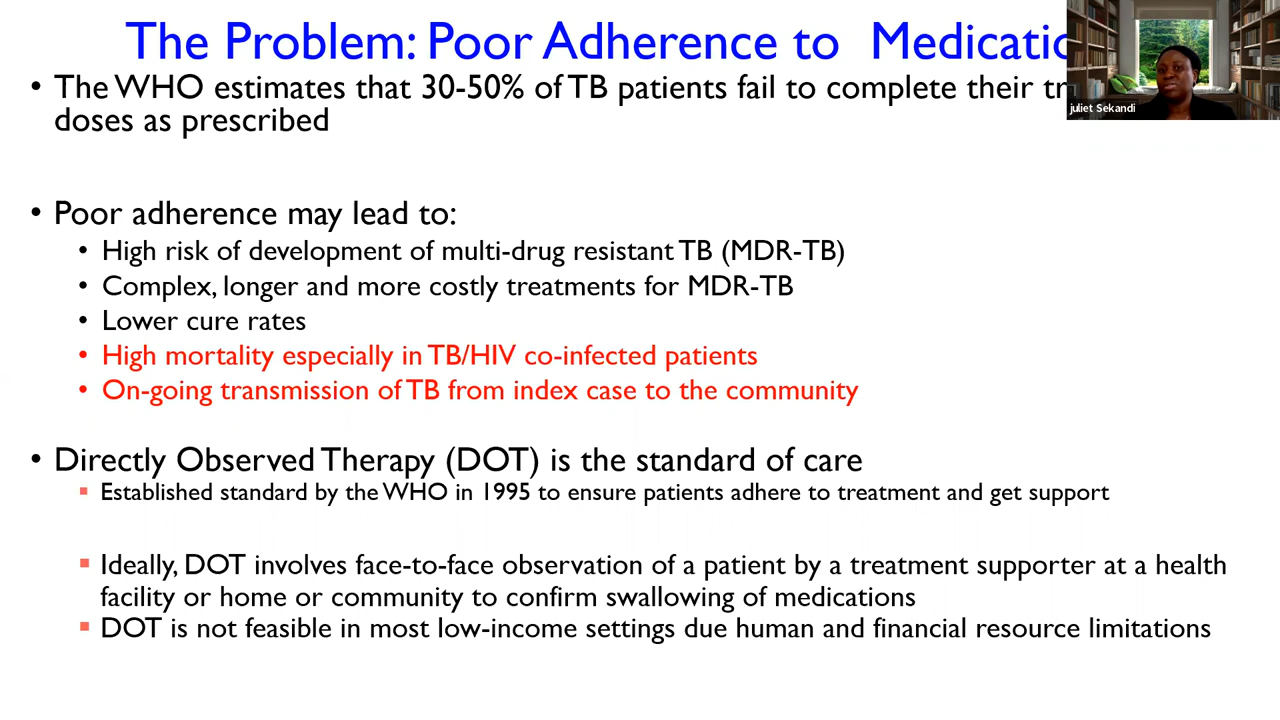 The Problem: Poor Adherence to Medicatio
• The WHO estimates that 30-50% of TB patients fail to complete their tr
doses as prescribed
juliet Sekandi
• Poor adherence may lead to:
• High risk of development of multi-drug resistant TB (MDR-TB)
• Complex, longer and more costly treatments for MDR-TB
• Lower cure rates
• High mortality especially in TB/HIV co-infected patients
• On-going transmission of TB from index case to the community
• Directly Observed Therapy (DOT) is the standard of care
▪ Established standard by the WHO in 1995 to ensure patients adhere to treatment and get support
▪ Ideally, DOT involves face-to-face observation of a patient by a treatment supporter at a health
facility or home or community to confirm swallowing of medications
▪ DOT is not feasible in most low-income settings due human and financial resource limitations